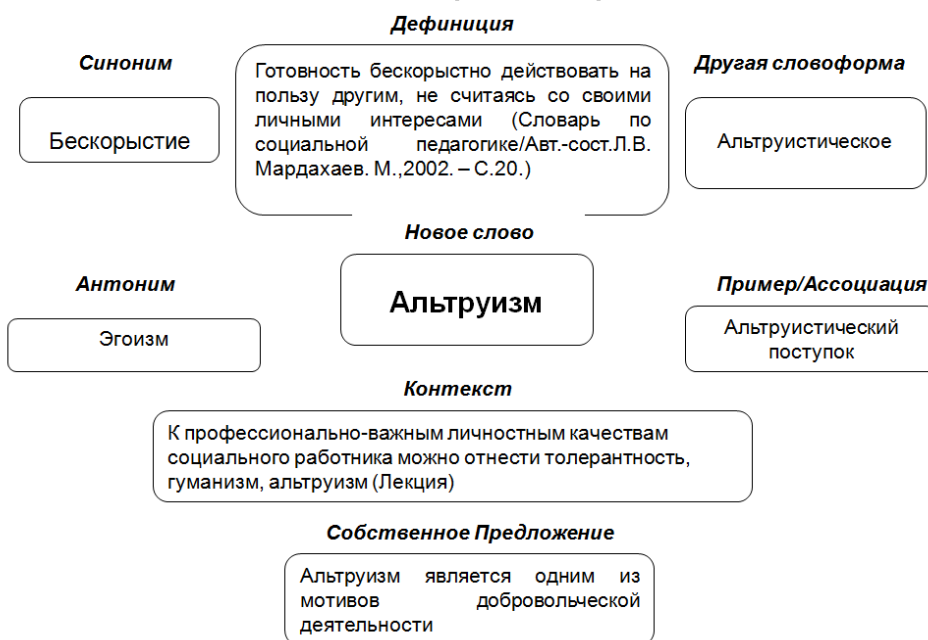 Дефиниция
Синоним
Другая словоформа
Готовность бескорыстно действовать на
пользу другим, не считаясь со своими
личными интересами (Словарь по
социальной педагогике/Авт.-сост.Л.В.
Мардахаев. М.,2002. – С.20.)
Бескорыстие
Альтруистическое
Новое слово
Антоним
Альтруизм
Пример/Ассоциация
Эгоизм
Альтруистический
поступок
Контекст
К профессионально-важным личностным качествам
социального работника можно отнести толерантность,
гуманизм, альтруизм (Лекция)
Собственное Предложение
Альтруизм является одним из
мотивов добровольческой
деятельности